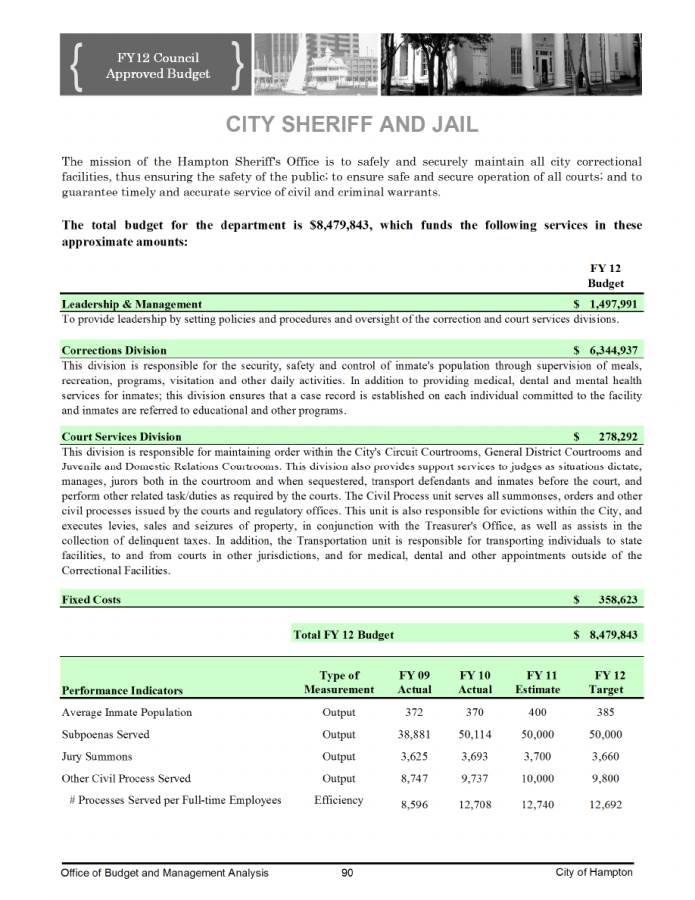 FY12 Council
Approved Budget
CITY SHERIFF AND JAIL
The mission of the Hampton Sheriff's Office is to safely and securely maintain all city correctional
facilities, thus ensuring the safety of the public; to ensure safe and secure operation of all courts; and to
guarantee timely and accurate service of civil and criminal warrants.
The total budget for the department is $8,479,843, which funds the following services in these
approximate amounts:
FY 12
Budget
Leadership & Management $ 1,497,991
To provide leadership by setting policies and procedures and oversight of the correction and court services divisions.
Corrections Division $ 6,344,937
This division is responsible for the security, safety and control of inmate's population through supervision of meals,
recreation, programs, visitation and other daily activities. In addition to providing medical, dental and mental health
services for inmates; this division ensures that a case record is established on each individual committed to the facility
and inmates are referred to educational and other programs.
Court Services Division $ 278,292
This division is responsible for maintaining order within the City's Circuit Courtrooms, General District Courtrooms and
Juvenile and Domestic Relations Courtrooms. This division also provides support services to judges as situations dictate,
manages, jurors both in the courtroom and when sequestered, transport defendants and inmates before the court, and
perform other related task/duties as required by the courts. The Civil Process unit serves all summonses, orders and other
civil processes issued by the courts and regulatory offices. This unit is also responsible for evictions within the City, and
executes levies, sales and seizures of property, in conjunction with the Treasurer's Office, as well as assists in the
collection of delinquent taxes. In addition, the Transportation unit is responsible for transporting individuals to state
facilities, to and from courts in other jurisdictions, and for medical, dental and other appointments outside of the
Correctional Facilities.
Fixed Costs $ 358,623
Total FY 12 Budget $ 8,479,843
Type of FY 09 FY 10 FY 11 FY 12
Performance Indicators Measurement Actual Actual Estimate Target
Average Inmate Population Output 372 370 400 385
Subpoenas Served Output 38,881 50,114 50,000 50,000
Jury Summons Output 3,625 3,693 3,700 3,660
Other Civil Process Served Output 8,747 9,737 10,000 9,800
# Processes Served per Full-time Employees Efficiency 8,596 12,708 12,740 12,692
Office of Budget and Management Analysis 90 City of Hampton